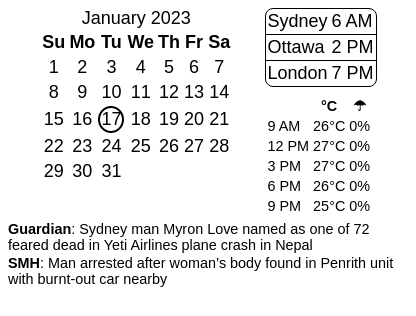 January 2023
Su Mo Tu We Th Fr Sa
1 2 3 4 5 6 7
8 9 10 11 12 13 14
15 16 17 18 19 20 21
22 23 24 25 26 27 28
29 30 31
Sydney 6 AM
Ottawa 2 PM
London 7 PM
°C ☂
9 AM 26°C 0%
12 PM 27°C 0%
3 PM 27°C 0%
6 PM 26°C 0%
9 PM 25°C 0%
Guardian: Sydney man Myron Love named as one of 72
feared dead in Yeti Airlines plane crash in Nepal
SMH: Man arrested after woman's body found in Penrith unit
with burnt-out car nearby